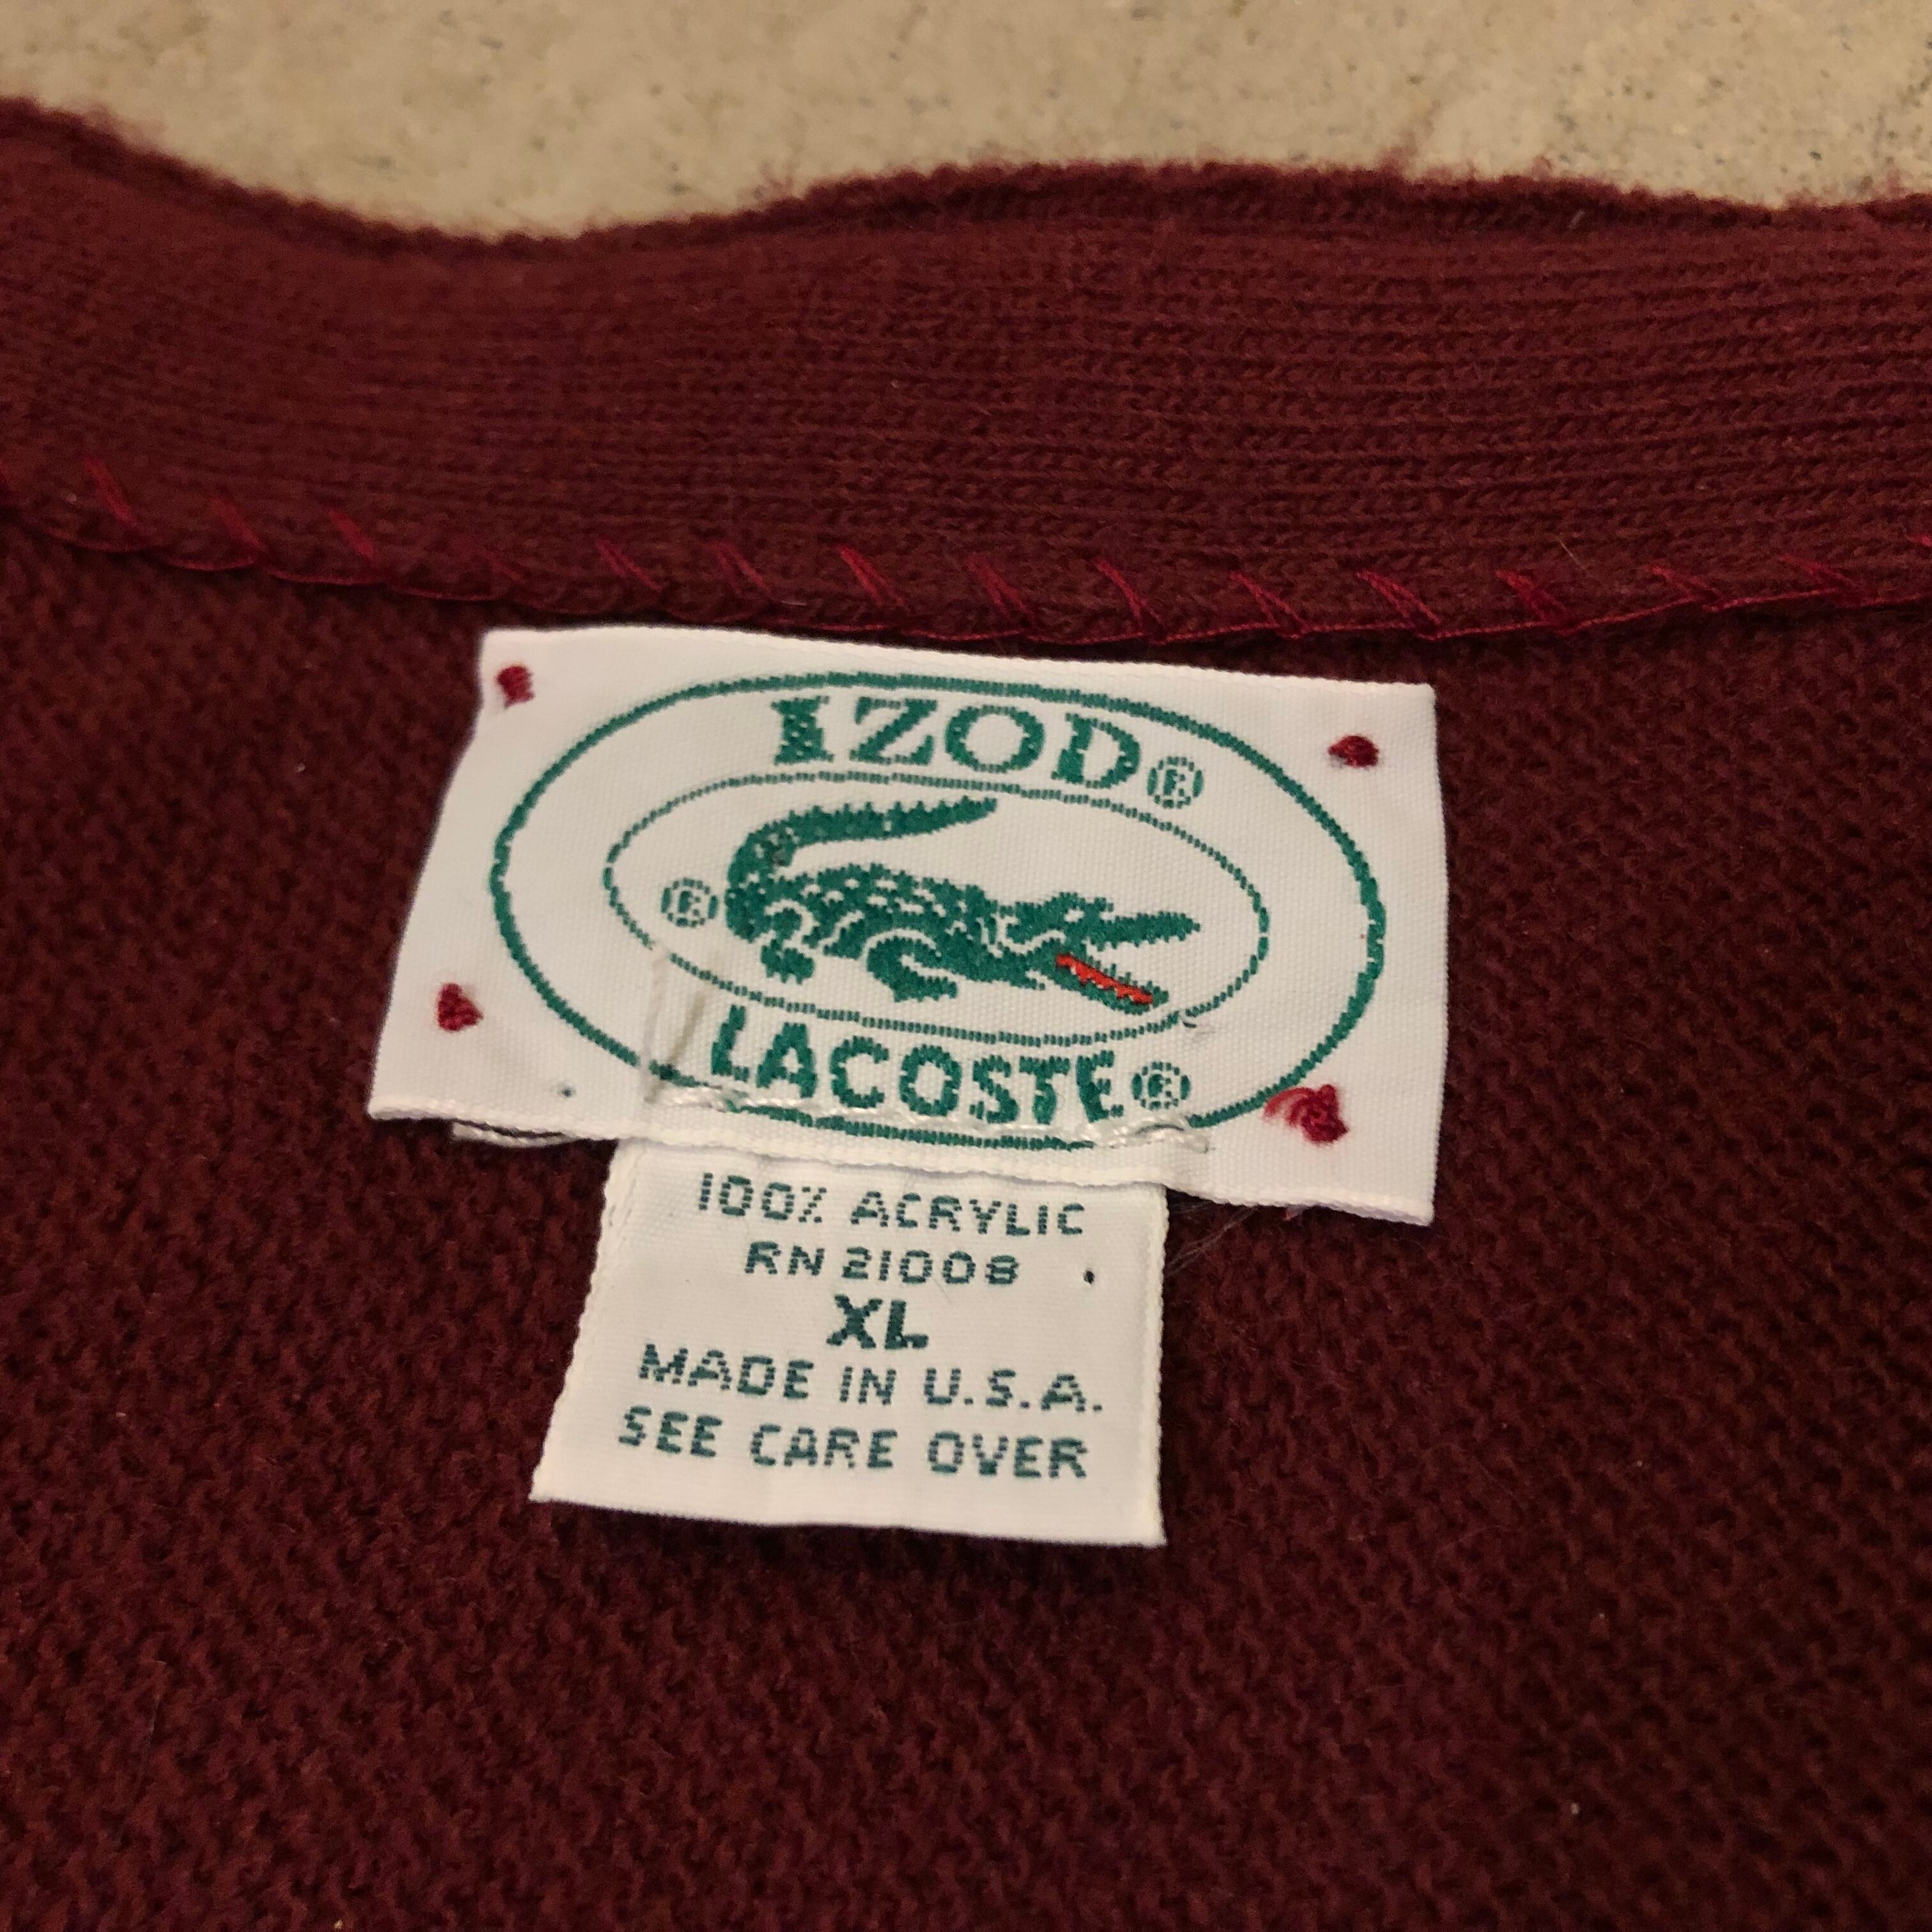 IZOD®
®
LACOSTE®
100% ACRYLIC
RN 21008
XL
MADE IN U.S.A.
SEE CARE OVER